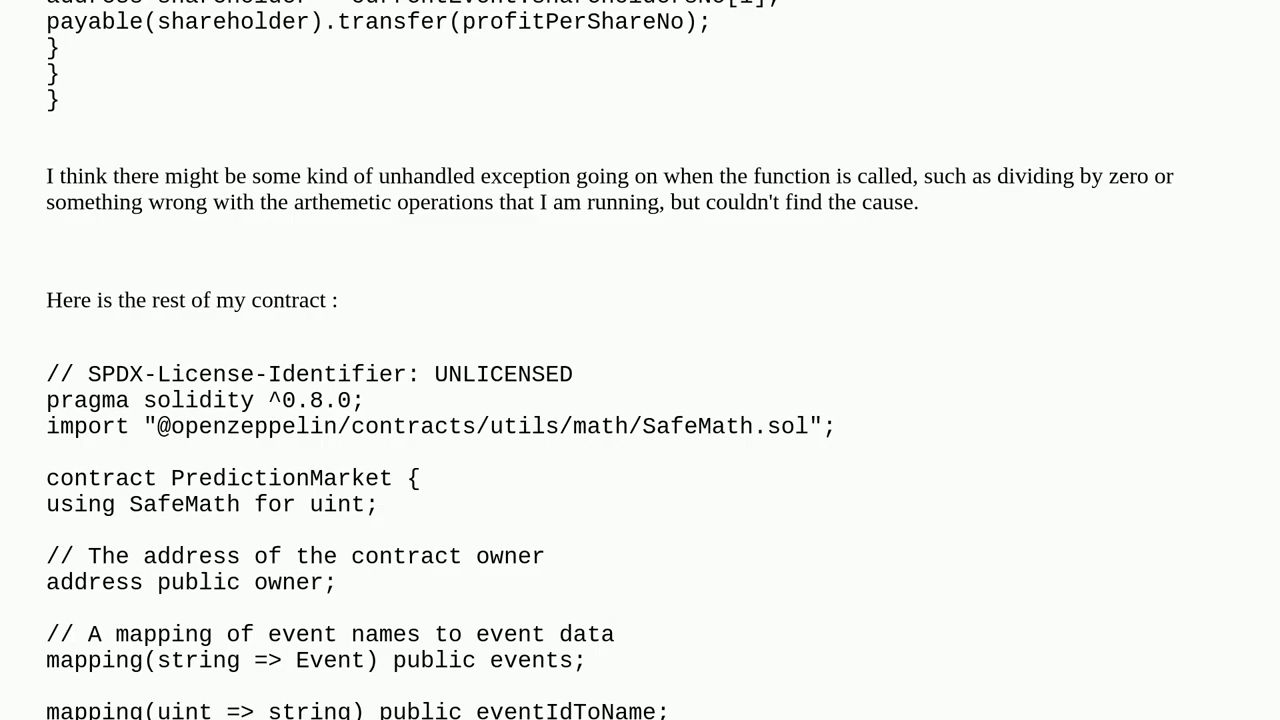 address shareholder = currentEvent.shareholdersNo[i];
payable(shareholder).transfer(profitPerShareNo);
}
}
}
I think there might be some kind of unhandled exception going on when the function is called, such as dividing by zero or
something wrong with the arthemetic operations that I am running, but couldn't find the cause.
Here is the rest of my contract :
// SPDX-License-Identifier: UNLICENSED
pragma solidity ^0.8.0;
import "@openzeppelin/contracts/utils/math/SafeMath.sol";
contract PredictionMarket {
using SafeMath for uint;
// The address of the contract owner
address public owner;
// A mapping of event names to event data
mapping(string => Event) public events;
mapping(uint => string) public eventIdToName;